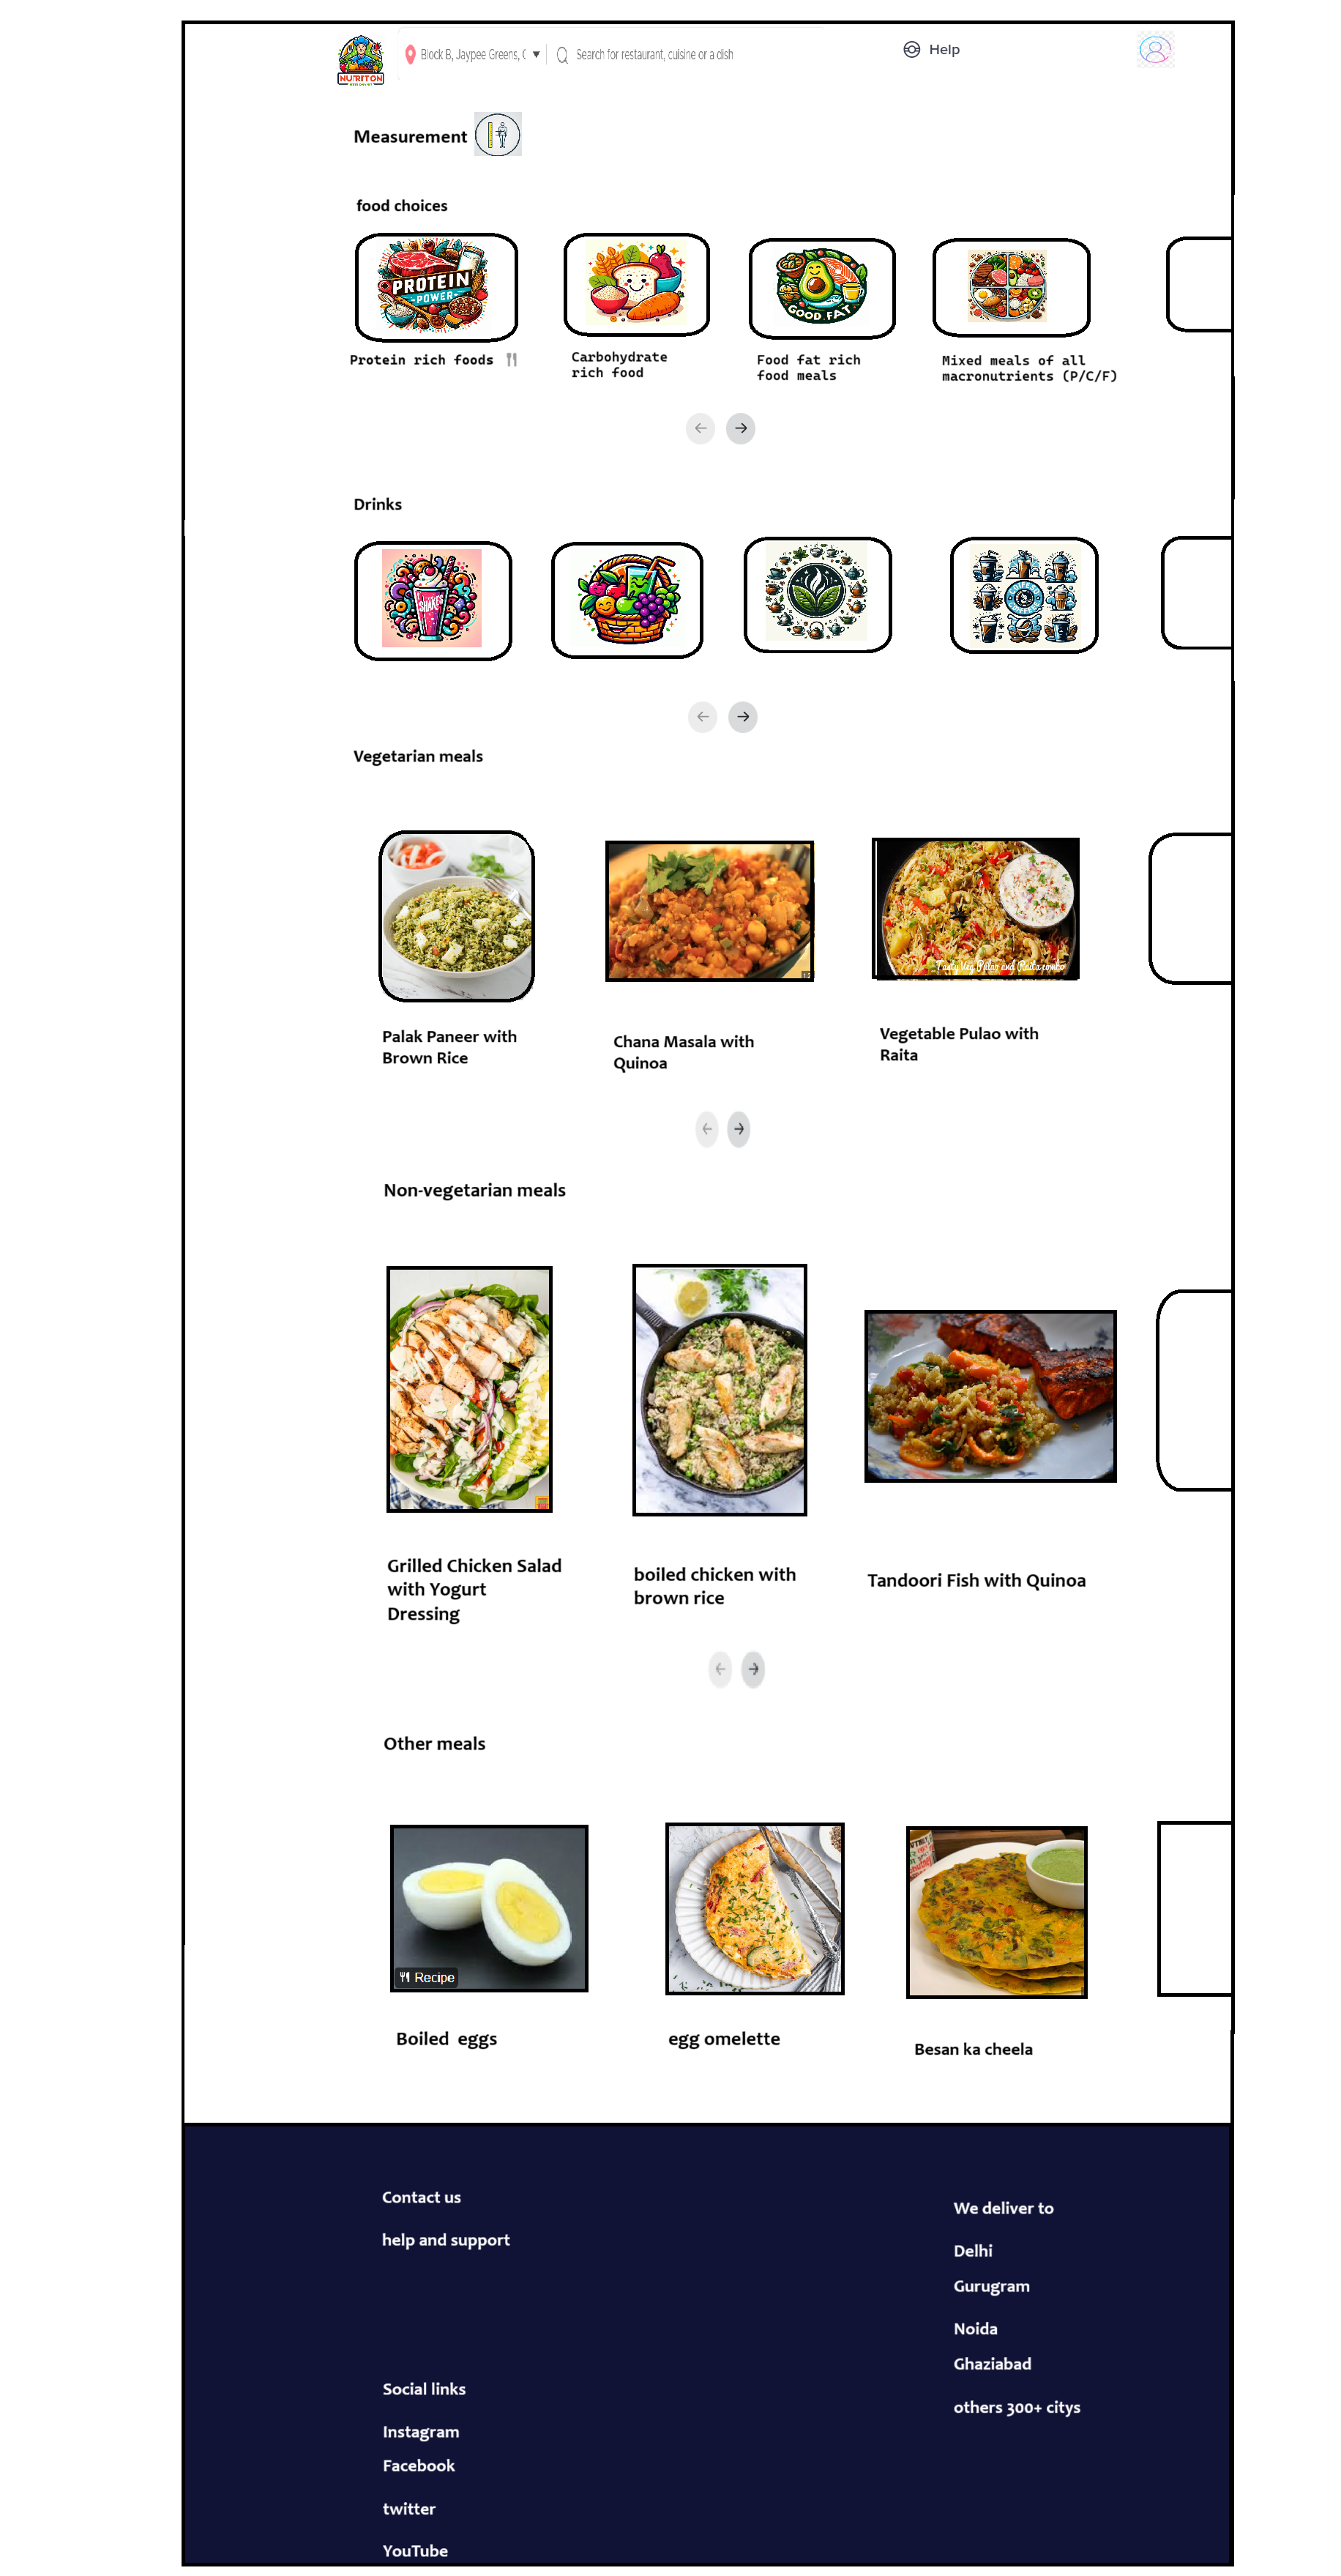 NUTRITON
Block B, Jaypee Greens, (
Search for restaurant, cuisine or a dish
Help
Measurement
food choices
PROTEIN
POWER
GOOD.FAT
Protein rich foods
Carbohydrate
rich food
Food fat rich
food meals
Mixed meals of all
macronutrients (P/C/F)
Drinks
SHAKES
Vegetarian meals
Tasty Veg Pulao and Raita combo
Palak Paneer with
Brown Rice
Chana Masala with
Quinoa
Vegetable Pulao with
Raita
Non-vegetarian meals
Grilled Chicken Salad
with Yogurt
Dressing
boiled chicken with
brown rice
Tandoori Fish with Quinoa
Other meals
Recipe
Boiled eggs
egg omelette
Besan ka cheela
Contact us
help and support
We deliver to
Delhi
Gurugram
Noida
Ghaziabad
others 300+ citys
Social links
Instagram
Facebook
twitter
YouTube